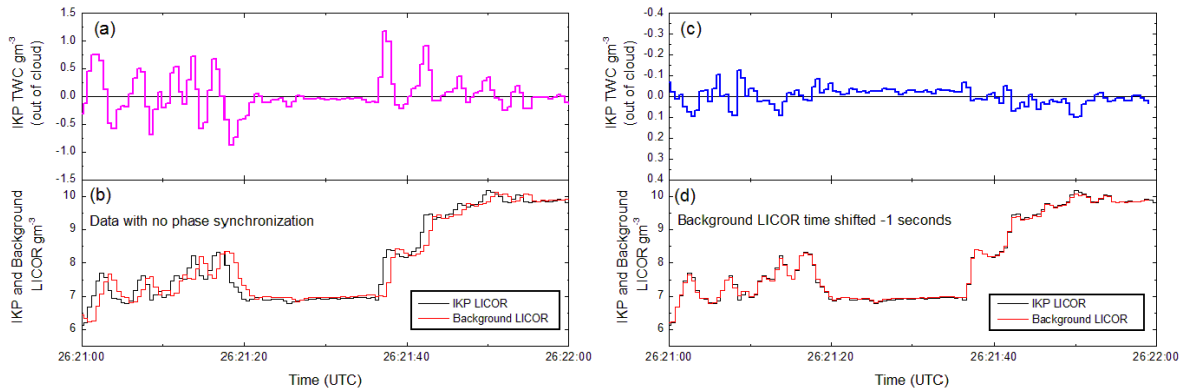 (a)
1.5
1.0
0.5
0.0
-0.5
-1.0
-1.5
IKP TWC gm-3
(out of cloud)
(b)
Data with no phase synchronization
10
9
8
7
6
IKP and Background
LICOR gm-3
IKP LICOR
Background LICOR
26:21:00
26:21:20
26:21:40
26:22:00
Time (UTC)
(c)
-0.4
-0.3
-0.2
-0.1
0.0
0.1
0.2
0.3
0.4
IKP TWC gm-3
(out of cloud)
(d)
Background LICOR time shifted -1 seconds
10
9
8
7
6
IKP and Background
LICOR gm-3
IKP LICOR
Background LICOR
26:21:00
26:21:20
26:21:40
26:22:00
Time (UTC)